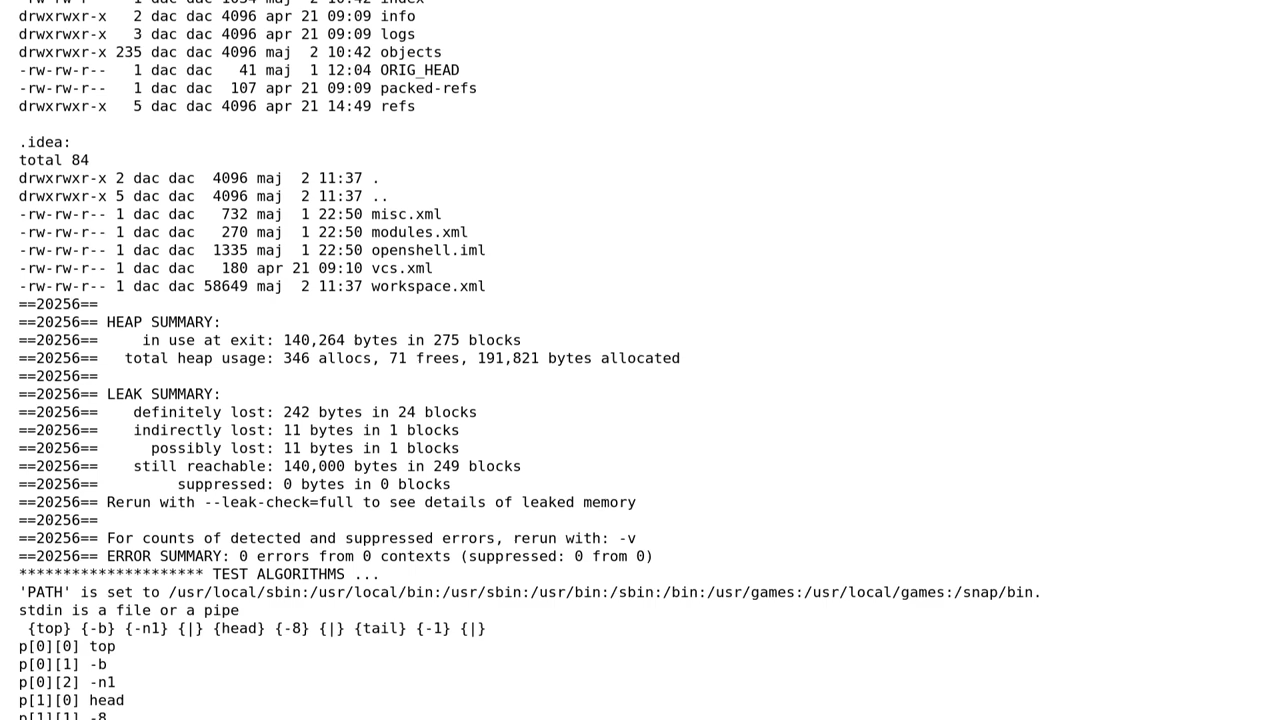 -rw-rw-r-- 1 dac dac 1034 maj  2 10:42 index
drwxrwxr-x   2 dac dac 4096 apr 21 09:09 info
drwxrwxr-x   3 dac dac 4096 apr 21 09:09 logs
drwxrwxr-x 235 dac dac 4096 maj  2 10:42 objects
-rw-rw-r--   1 dac dac   41 maj  1 12:04 ORIG_HEAD
-rw-rw-r--   1 dac dac  107 apr 21 09:09 packed-refs
drwxrwxr-x   5 dac dac 4096 apr 21 14:49 refs
.idea:
total 84
drwxrwxr-x 2 dac dac  4096 maj  2 11:37 .
drwxrwxr-x 5 dac dac  4096 maj  2 11:37 ..
-rw-rw-r-- 1 dac dac   732 maj  1 22:50 misc.xml
-rw-rw-r-- 1 dac dac   270 maj  1 22:50 modules.xml
-rw-rw-r-- 1 dac dac  1335 maj  1 22:50 openshell.iml
-rw-rw-r-- 1 dac dac   180 apr 21 09:10 vcs.xml
-rw-rw-r-- 1 dac dac 58649 maj  2 11:37 workspace.xml
==20256==
==20256== HEAP SUMMARY:
==20256==     in use at exit: 140,264 bytes in 275 blocks
==20256==   total heap usage: 346 allocs, 71 frees, 191,821 bytes allocated
==20256==
==20256== LEAK SUMMARY:
==20256==    definitely lost: 242 bytes in 24 blocks
==20256==    indirectly lost: 11 bytes in 1 blocks
==20256==      possibly lost: 11 bytes in 1 blocks
==20256==    still reachable: 140,000 bytes in 249 blocks
==20256==         suppressed: 0 bytes in 0 blocks
==20256== Rerun with --leak-check=full to see details of leaked memory
==20256==
==20256== For counts of detected and suppressed errors, rerun with: -v
==20256== ERROR SUMMARY: 0 errors from 0 contexts (suppressed: 0 from 0)
********************* TEST ALGORITHMS ...
'PATH' is set to /usr/local/sbin:/usr/local/bin:/usr/sbin:/usr/bin:/sbin:/bin:/usr/games:/usr/local/games:/snap/bin.
stdin is a file or a pipe
{top} {-b} {-n1} {|} {head} {-8} {|} {tail} {-1} {|}
p[0][0] top
p[0][1] -b
p[0][2] -n1
p[1][0] head
p[1][1] -8